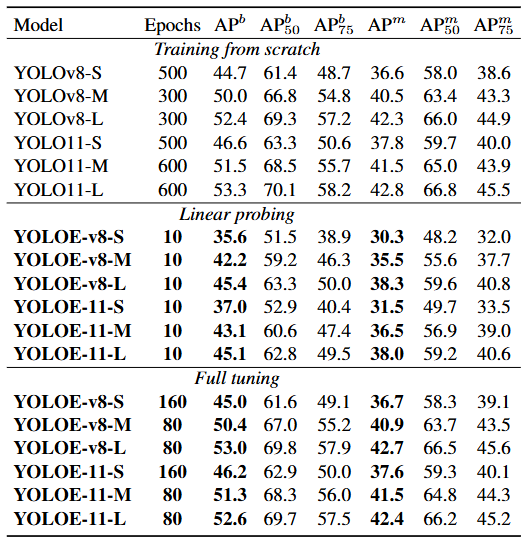 Model Epochs APᵇ APᵇ₅₀ APᵇ₇₅ APᵐ APᵐ₅₀ APᵐ₇₅
Training from scratch
YOLOv8-S 500 44.7 61.4 48.7 36.6 58.0 38.6
YOLOv8-M 300 50.0 66.8 54.8 40.5 63.4 43.3
YOLOv8-L 300 52.4 69.3 57.2 42.3 66.0 44.9
YOLO11-S 500 46.6 63.3 50.6 37.8 59.7 40.0
YOLO11-M 600 51.5 68.5 55.7 41.5 65.0 43.9
YOLO11-L 600 53.3 70.1 58.2 42.8 66.8 45.5
Linear probing
YOLOE-v8-S 10 35.6 51.5 38.9 30.3 48.2 32.0
YOLOE-v8-M 10 42.2 59.2 46.3 35.5 55.6 37.7
YOLOE-v8-L 10 45.4 63.3 50.0 38.3 59.6 40.8
YOLOE-11-S 10 37.0 52.9 40.4 31.5 49.7 33.5
YOLOE-11-M 10 43.1 60.6 47.4 36.5 56.9 39.0
YOLOE-11-L 10 45.1 62.8 49.5 38.0 59.2 40.6
Full tuning
YOLOE-v8-S 160 45.0 61.6 49.1 36.7 58.3 39.1
YOLOE-v8-M 80 50.4 67.0 55.2 40.9 63.7 43.5
YOLOE-v8-L 80 53.0 69.8 57.9 42.7 66.5 45.6
YOLOE-11-S 160 46.2 62.9 50.0 37.6 59.3 40.1
YOLOE-11-M 80 51.3 68.3 56.0 41.5 64.8 44.3
YOLOE-11-L 80 52.6 69.7 57.5 42.4 66.2 45.2